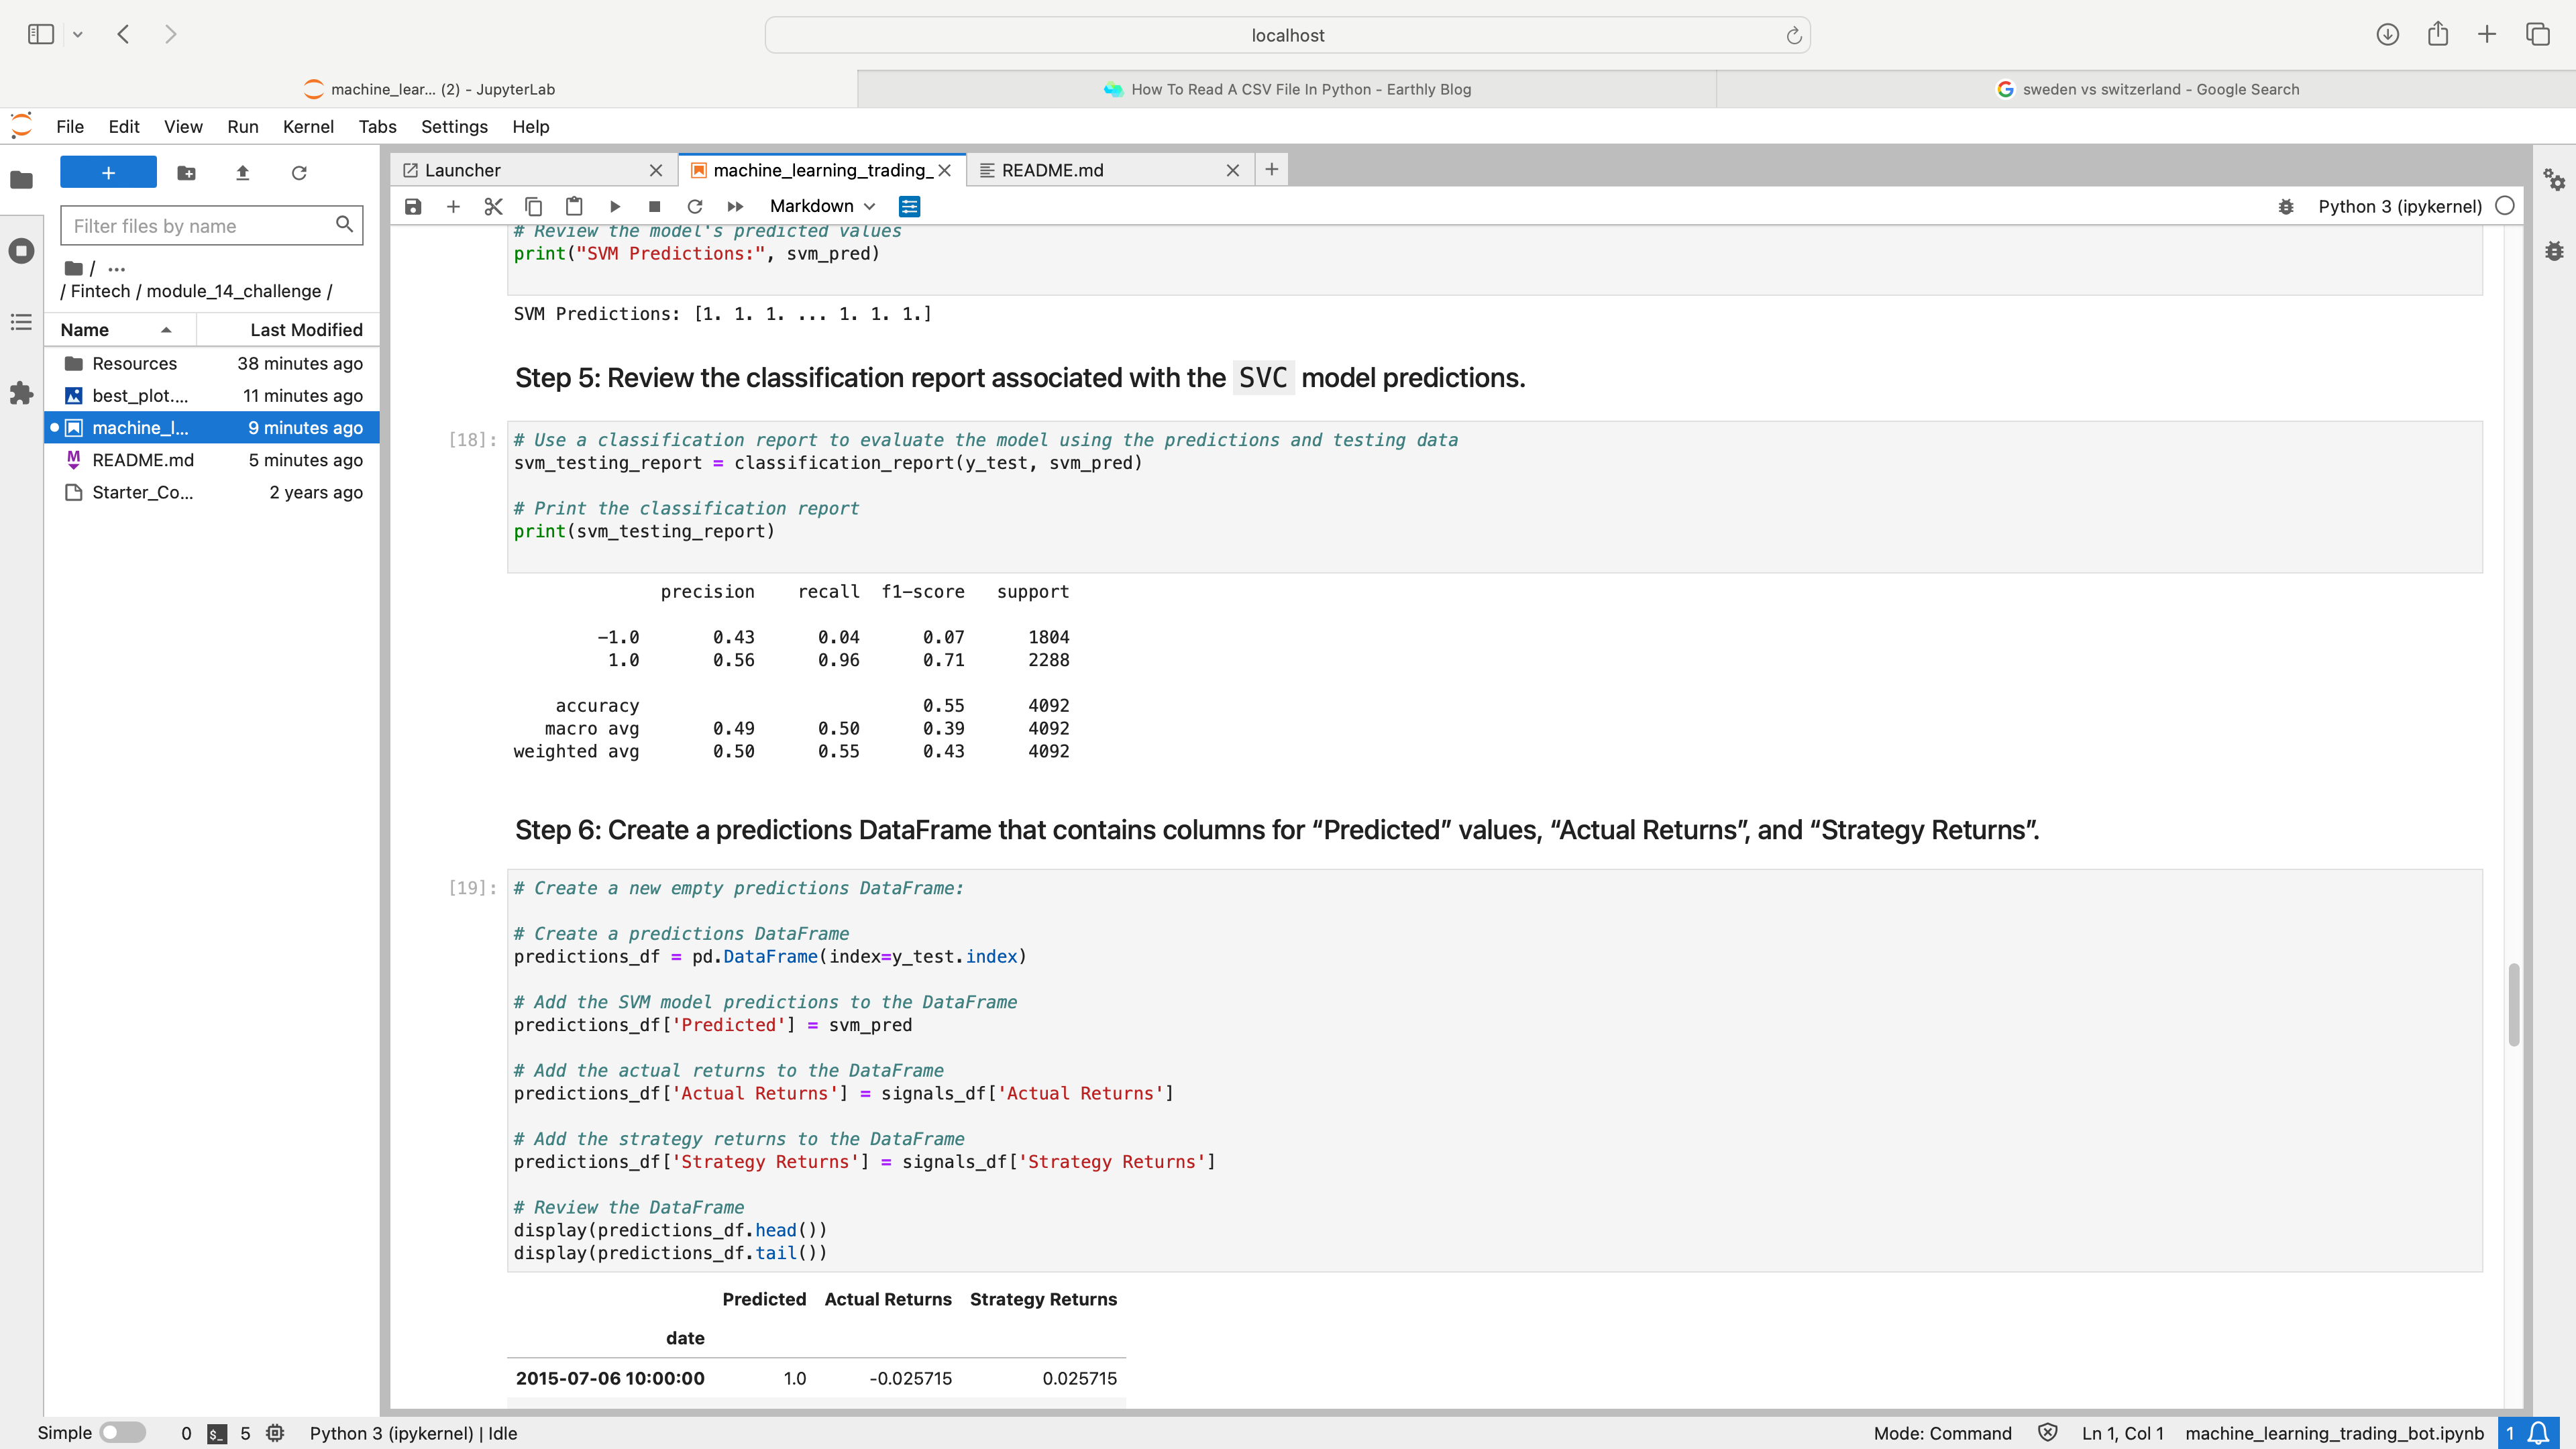 localhost
machine_lear... (2) - JupyterLab
How To Read A CSV File In Python - Earthly Blog
sweden vs switzerland - Google Search
File Edit View Run Kernel Tabs Settings Help
Launcher
machine_learning_trading_
README.md
Markdown
Python 3 (ipykernel)
Filter files by name
/ ...
/ Fintech / module_14_challenge /
Name Last Modified
Resources 38 minutes ago
best_plot.... 11 minutes ago
machine_l... 9 minutes ago
README.md 5 minutes ago
Starter_Co... 2 years ago
# Review the model's predicted values
print("SVM Predictions:", svm_pred)
SVM Predictions: [1. 1. 1. ... 1. 1. 1.]
Step 5: Review the classification report associated with the SVC model predictions.
[18]: # Use a classification report to evaluate the model using the predictions and testing data
svm_testing_report = classification_report(y_test, svm_pred)
# Print the classification report
print(svm_testing_report)
precision recall f1-score support
-1.0 0.43 0.04 0.07 1804
1.0 0.56 0.96 0.71 2288
accuracy 0.55 4092
macro avg 0.49 0.50 0.39 4092
weighted avg 0.50 0.55 0.43 4092
Step 6: Create a predictions DataFrame that contains columns for “Predicted” values, “Actual Returns”, and “Strategy Returns”.
[19]: # Create a new empty predictions DataFrame:
# Create a predictions DataFrame
predictions_df = pd.DataFrame(index=y_test.index)
# Add the SVM model predictions to the DataFrame
predictions_df['Predicted'] = svm_pred
# Add the actual returns to the DataFrame
predictions_df['Actual Returns'] = signals_df['Actual Returns']
# Add the strategy returns to the DataFrame
predictions_df['Strategy Returns'] = signals_df['Strategy Returns']
# Review the DataFrame
display(predictions_df.head())
display(predictions_df.tail())
Predicted Actual Returns Strategy Returns
date
2015-07-06 10:00:00 1.0 -0.025715 0.025715
Simple 0 $_ 5 Python 3 (ipykernel) | Idle
Mode: Command Ln 1, Col 1 machine_learning_trading_bot.ipynb 1